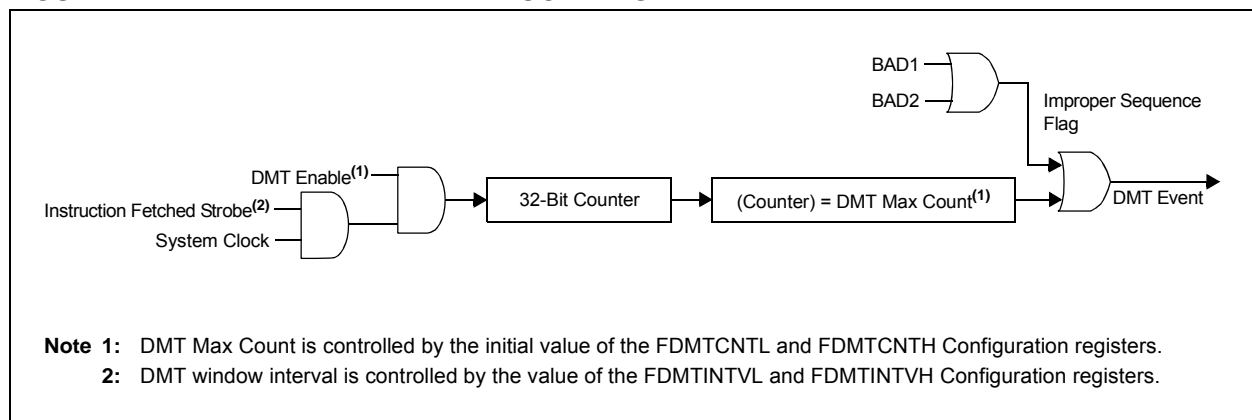 BAD1
BAD2
Improper Sequence
Flag
DMT Enable(1)
Instruction Fetched Strobe(2)
System Clock
32-Bit Counter
(Counter) = DMT Max Count(1)
DMT Event
Note 1: DMT Max Count is controlled by the initial value of the FDMTCNTL and FDMTCNTH Configuration registers.
2: DMT window interval is controlled by the value of the FDMTINTVL and FDMTINTVH Configuration registers.